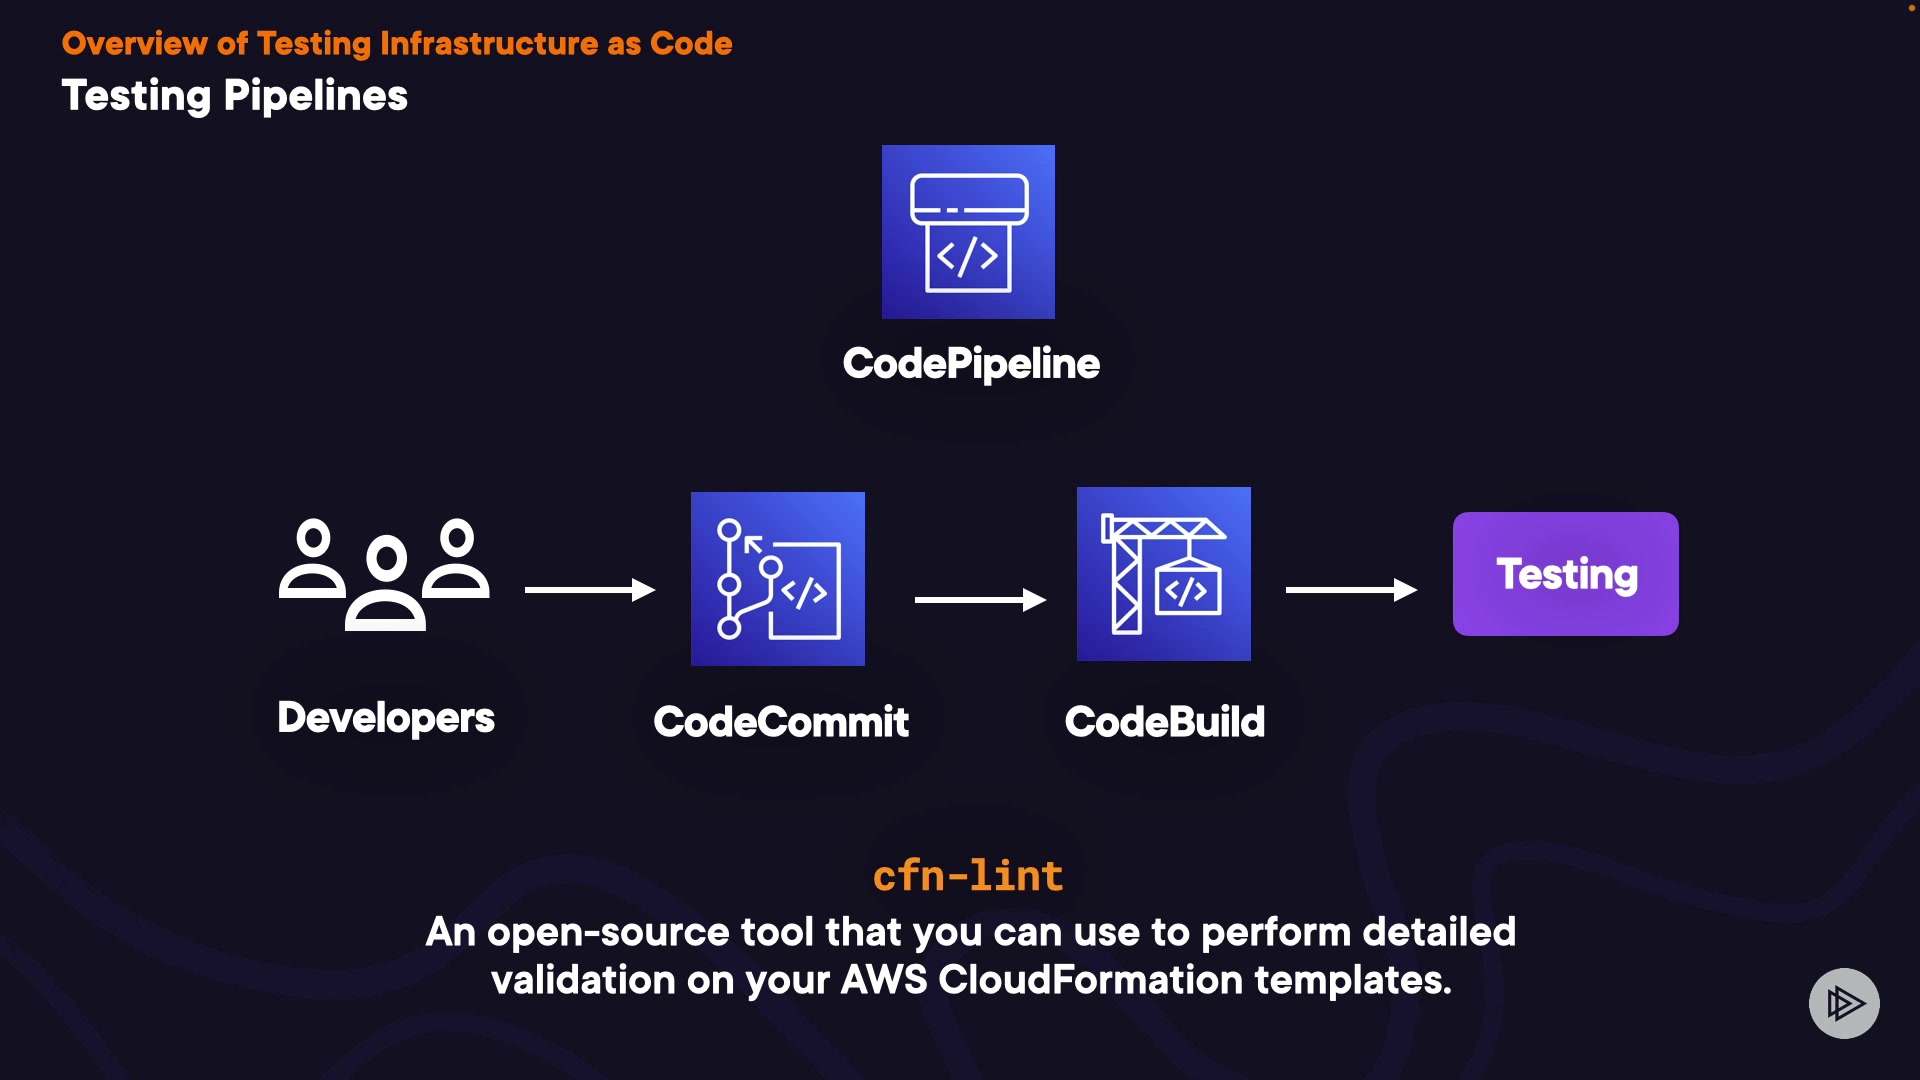 Overview of Testing Infrastructure as Code
Testing Pipelines
</>
CodePipeline
</>
</>
Testing
Developers
CodeCommit
CodeBuild
cfn-lint
An open-source tool that you can use to perform detailed
validation on your AWS CloudFormation templates.